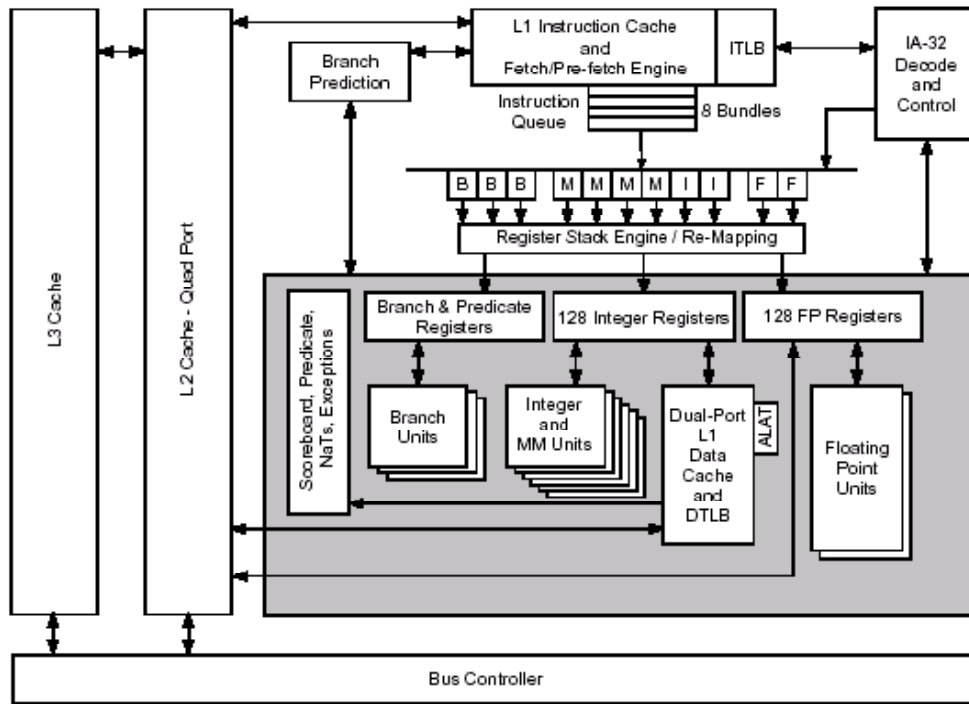 L3 Cache
L2 Cache - Quad Port
L1 Instruction Cache
and
Fetch/Pre-fetch Engine
ITLB
IA-32
Decode
and
Control
Branch
Prediction
Instruction
Queue
8 Bundles
B B B M M M M I I F F
Register Stack Engine / Re-Mapping
Branch & Predicate
Registers
128 Integer Registers
128 FP Registers
Scoreboard, Predicate,
NaTs, Exceptions
Branch
Units
Integer
and
MM Units
Dual-Port
L1
Data
Cache
and
DTLB
ALAT
Floating
Point
Units
Bus Controller